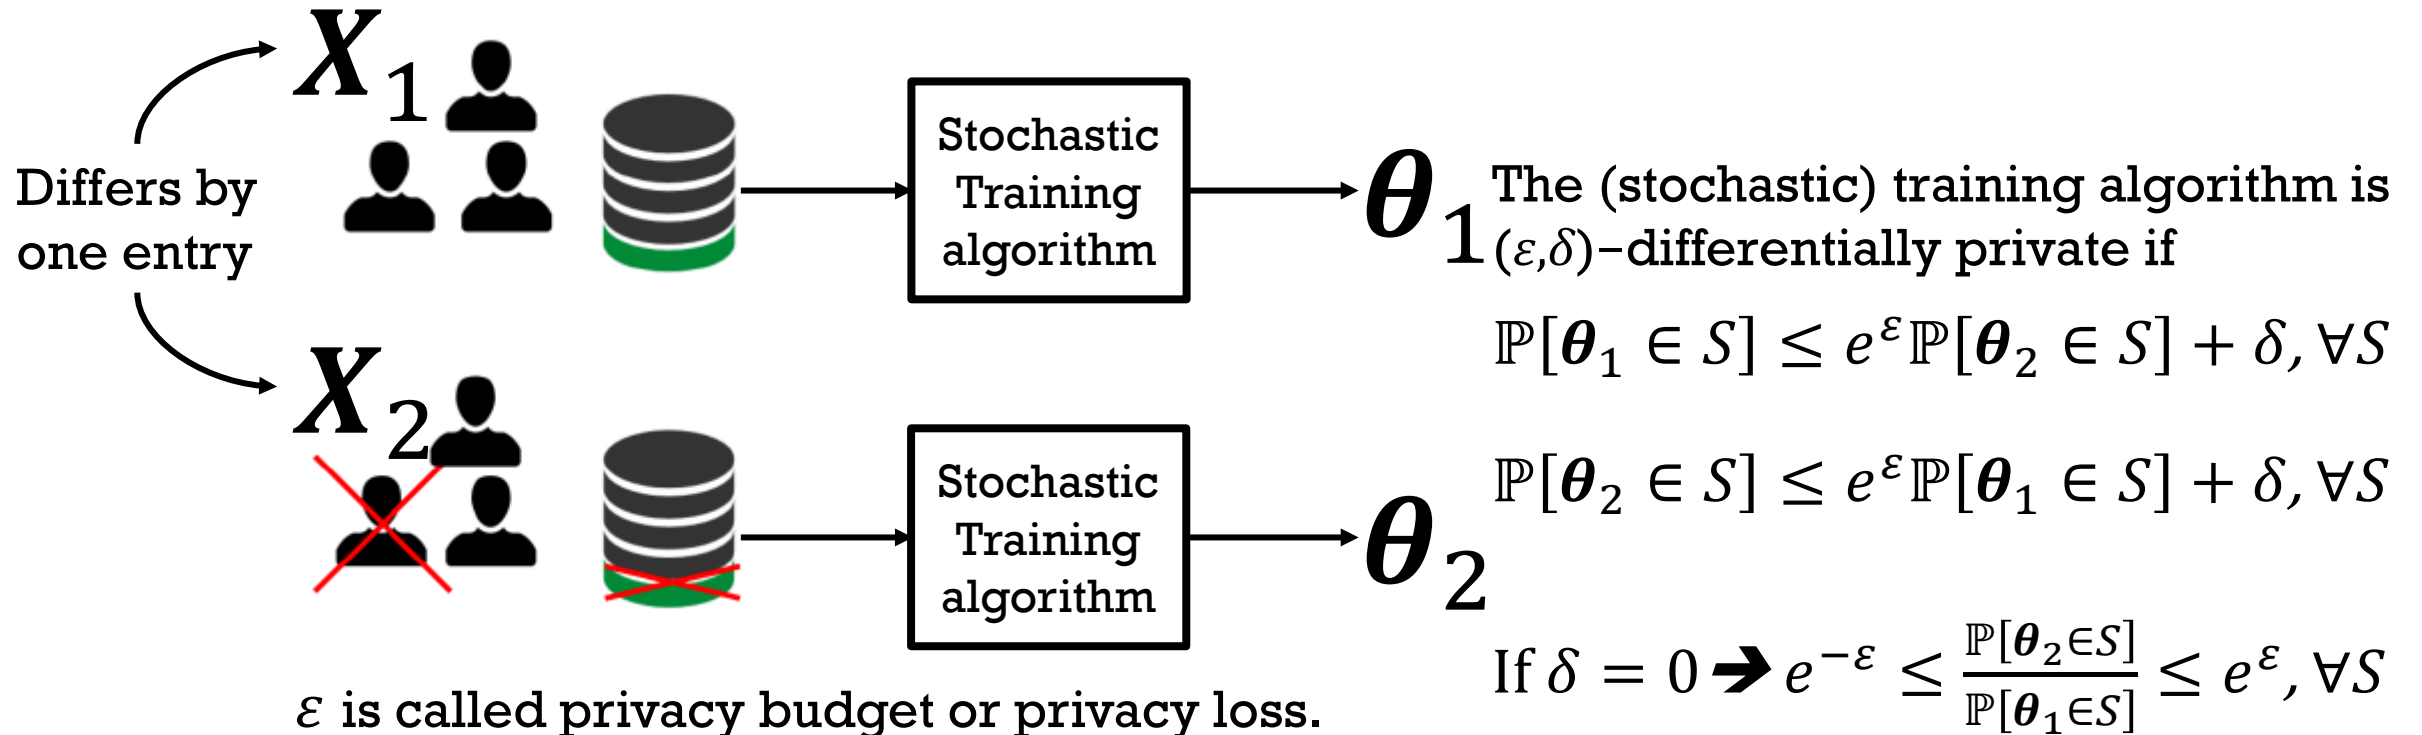 Differs by
one entry
X₁
X₂
Stochastic
Training
algorithm
Stochastic
Training
algorithm
θ₁
θ₂
The (stochastic) training algorithm is
(ε,δ)–differentially private if
ℙ[θ₁ ∈ S] ≤ e^ε ℙ[θ₂ ∈ S] + δ, ∀S
ℙ[θ₂ ∈ S] ≤ e^ε ℙ[θ₁ ∈ S] + δ, ∀S
If δ = 0 ➔ e^{−ε} ≤ ℙ[θ₂∈S] / ℙ[θ₁∈S] ≤ e^ε, ∀S
ε is called privacy budget or privacy loss.